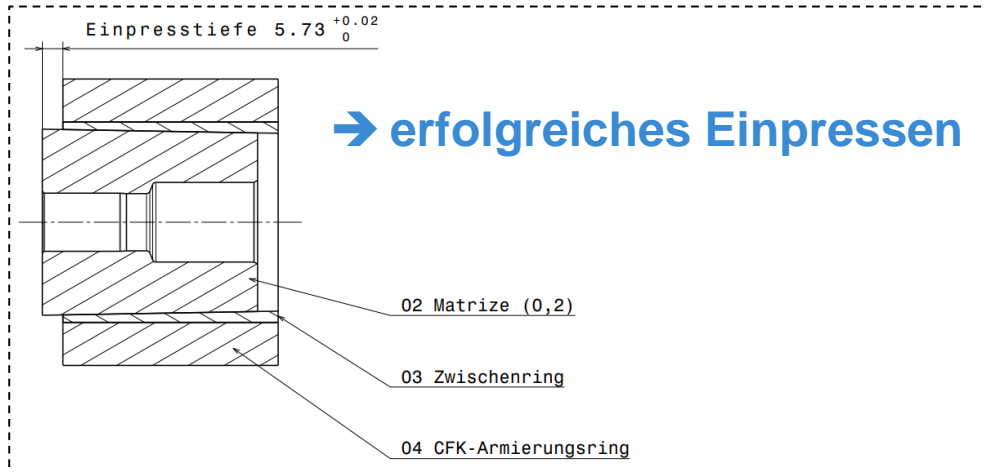 Einpresstiefe 5.73 +0.02 0
➔ erfolgreiches Einpressen
02 Matrize (0,2)
03 Zwischenring
04 CFK-Armierungsring